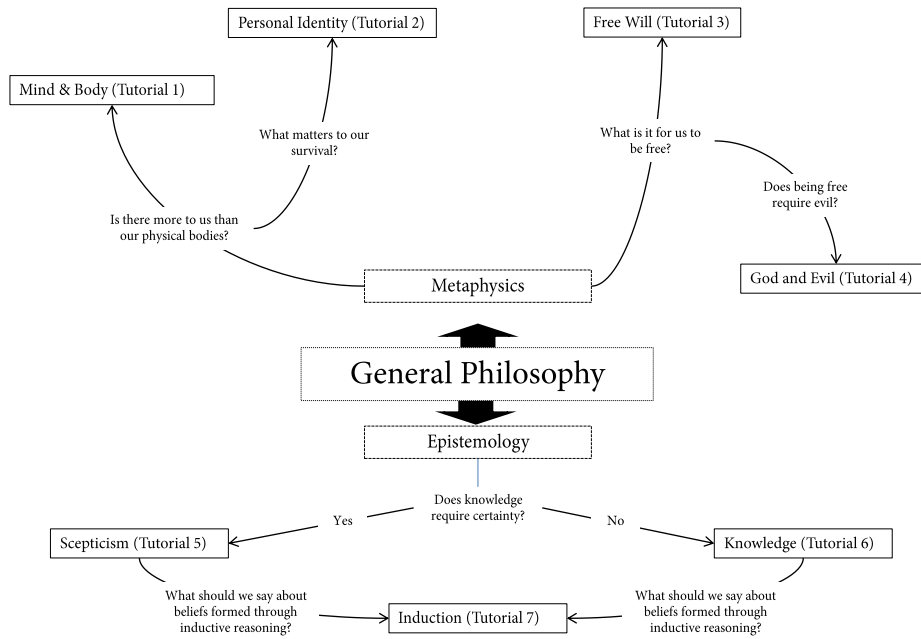 Personal Identity (Tutorial 2)
Free Will (Tutorial 3)
Mind & Body (Tutorial 1)
What matters to our
survival?
What is it for us to
be free?
Does being free
require evil?
Is there more to us than
our physical bodies?
God and Evil (Tutorial 4)
Metaphysics
General Philosophy
Epistemology
Does knowledge
require certainty?
Yes
No
Scepticism (Tutorial 5)
Knowledge (Tutorial 6)
What should we say about
beliefs formed through
inductive reasoning?
Induction (Tutorial 7)
What should we say about
beliefs formed through
inductive reasoning?